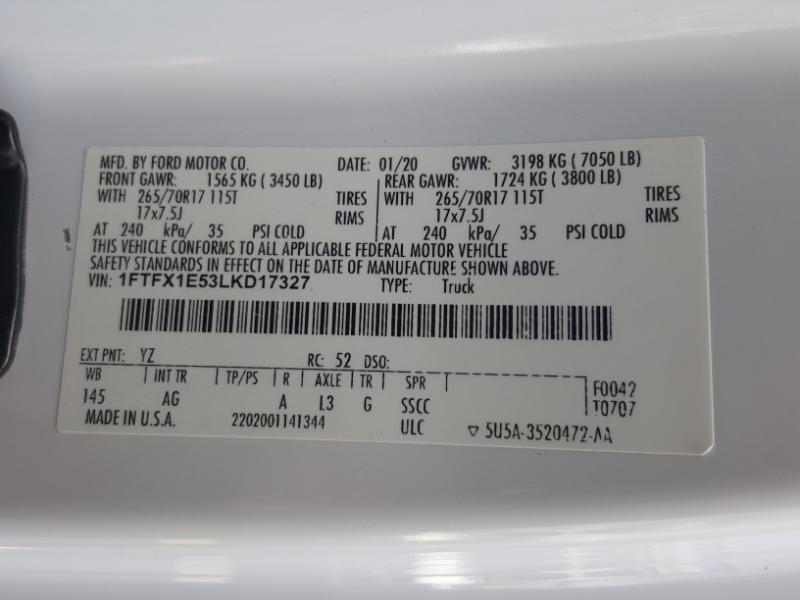 MFD. BY FORD MOTOR CO. DATE: 01/20 GVWR: 3198 KG (7050 LB)
FRONT GAWR: 1565 KG (3450 LB) REAR GAWR: 1724 KG (3800 LB)
WITH 265/70R17 115T TIRES WITH 265/70R17 115T TIRES
17x7.5J RIMS 17x7.5J RIMS
AT 240 kPa/ 35 PSI COLD AT 240 kPa/ 35 PSI COLD
THIS VEHICLE CONFORMS TO ALL APPLICABLE FEDERAL MOTOR VEHICLE
SAFETY STANDARDS IN EFFECT ON THE DATE OF MANUFACTURE SHOWN ABOVE.
VIN: 1FTFX1E53LKD17327 TYPE: Truck
EXT PNT: YZ RC: 52 DSO:
WB INT TR TP/PS R AXLE TR SPR F0042
145 AG A L3 G SSCC T0707
MADE IN U.S.A. 2202001141344 ULC ▽ 5U5A-3520472-AA